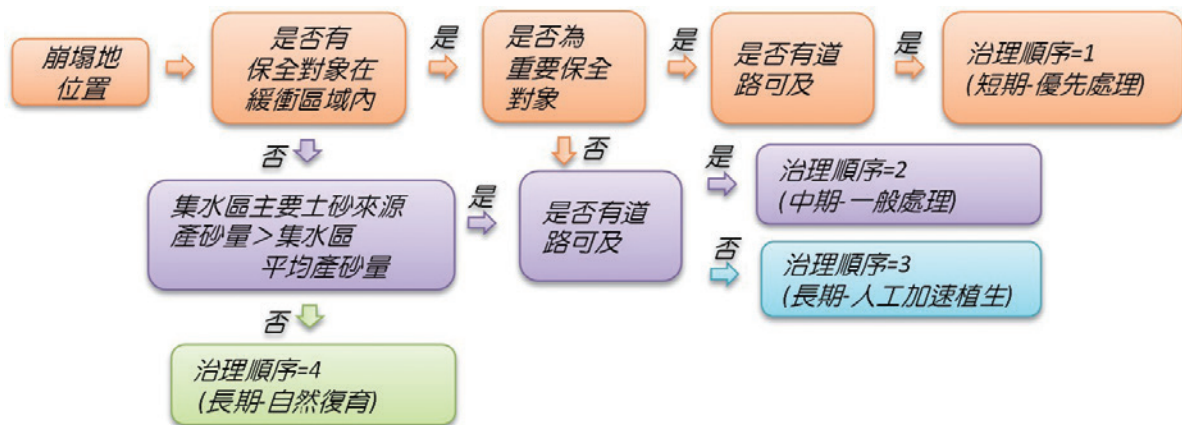 崩塌地
位置
是否有
保全對象在
緩衝區域內
是
是否為
重要保全
對象
是
是否有道
路可及
是
治理順序=1
(短期-優先處理)
否
否
集水區主要土砂來源
產砂量＞集水區
平均產砂量
是
是否有道
路可及
是
治理順序=2
(中期-一般處理)
否
治理順序=3
(長期-人工加速植生)
否
治理順序=4
(長期-自然復育)